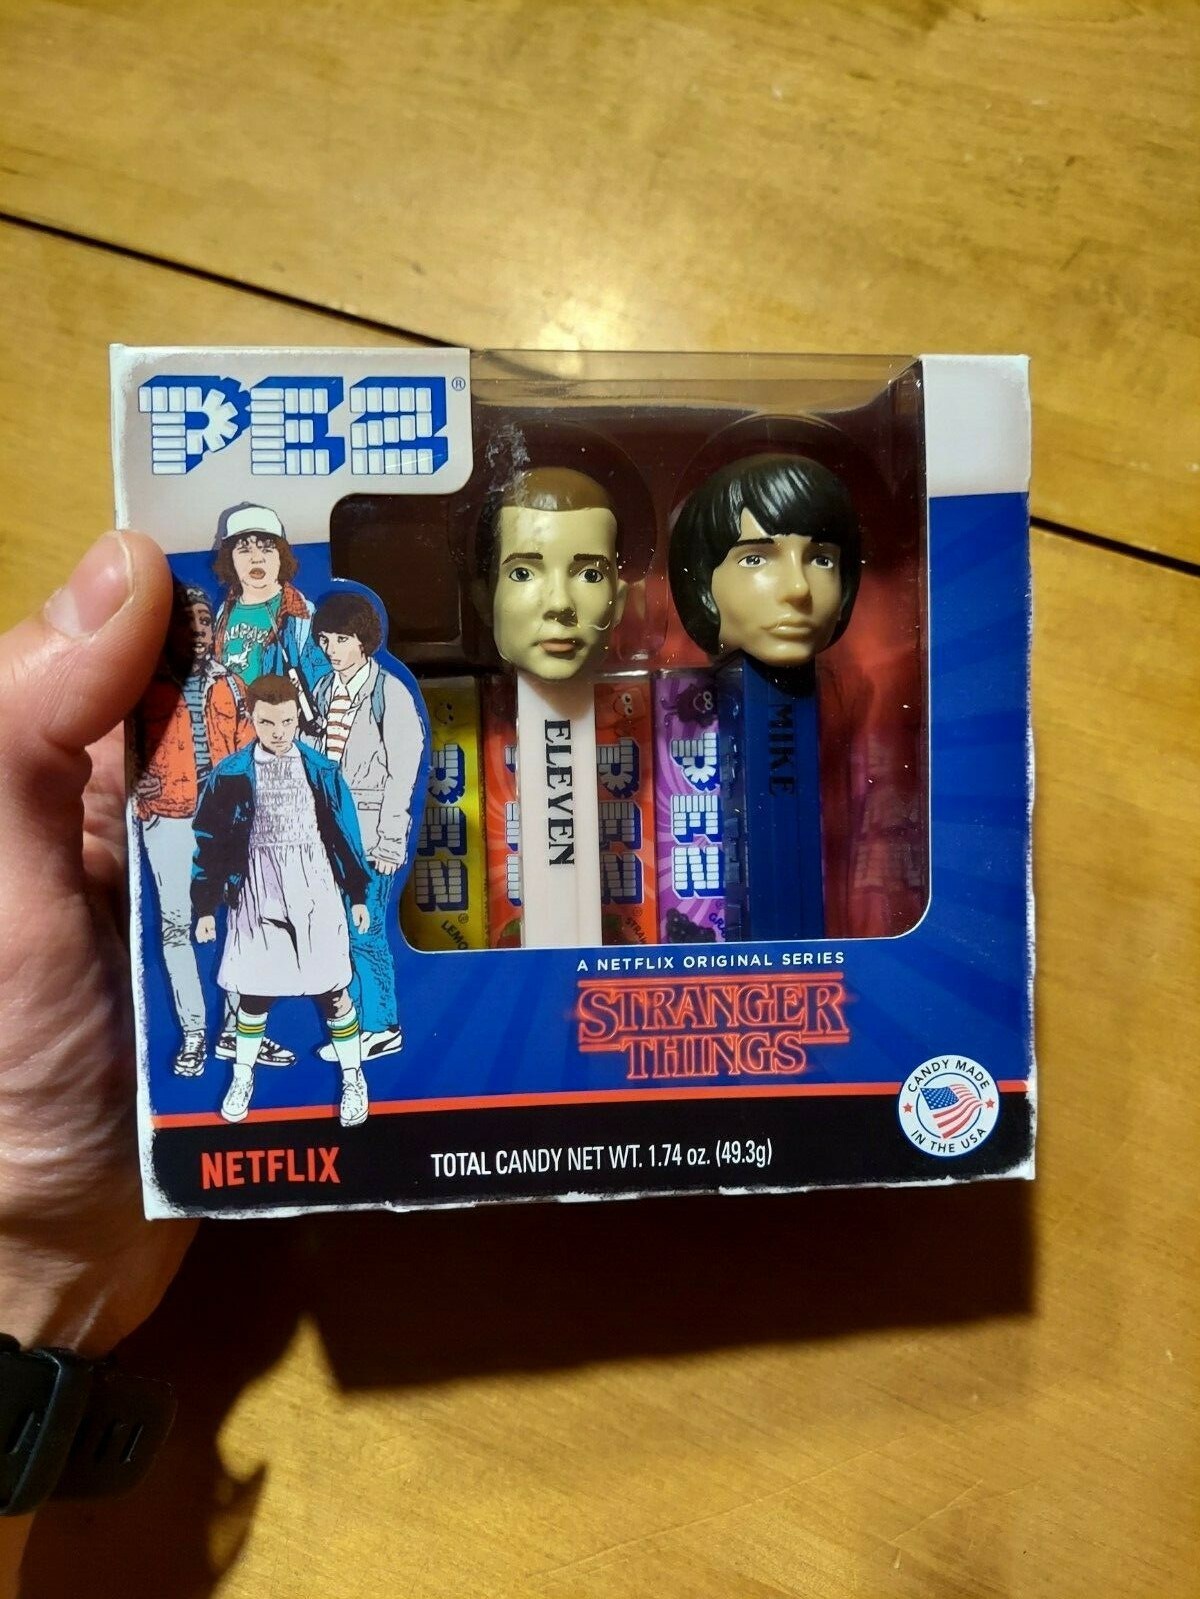 PEZ®
ELEVEN
MIKE
PEZ
PEZ
PEZ
A NETFLIX ORIGINAL SERIES
STRANGER
THINGS
CANDY MADE
IN THE USA
NETFLIX
TOTAL CANDY NET WT. 1.74 oz. (49.3g)